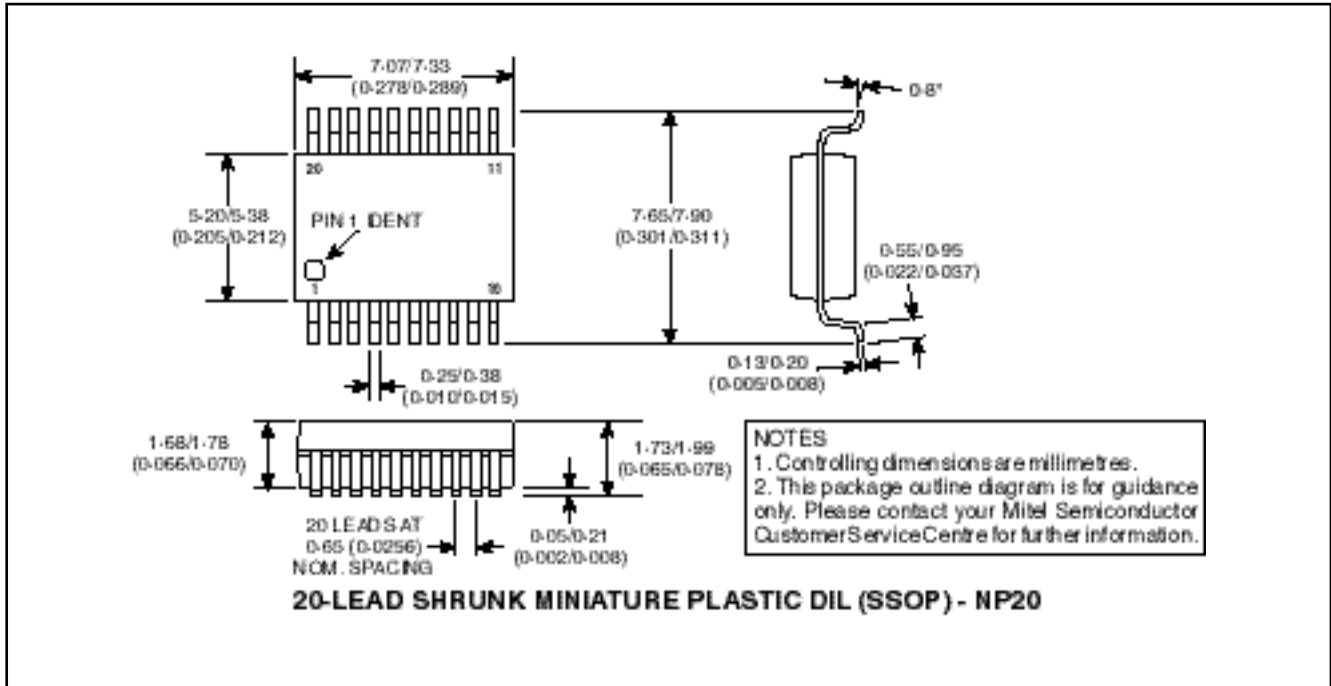 7·07/7·33
(0·278/0·289)
0-8°
20
11
5·20/5·38
(0·205/0·212)
PIN 1 IDENT
1
10
7·65/7·90
(0·301/0·311)
0·55/0·95
(0·022/0·037)
0·13/0·20
(0·005/0·008)
0·25/0·38
(0·010/0·015)
1·68/1·78
(0·066/0·070)
1·73/1·99
(0·065/0·078)
20 LEADS AT
0·65 (0·0256)
NOM. SPACING
0·05/0·21
(0·002/0·008)
NOTES
1. Controlling dimensions are millimetres.
2. This package outline diagram is for guidance
only. Please contact your Mitel Semiconductor
Customer Service Centre for further information.
20-LEAD SHRUNK MINIATURE PLASTIC DIL (SSOP) - NP20